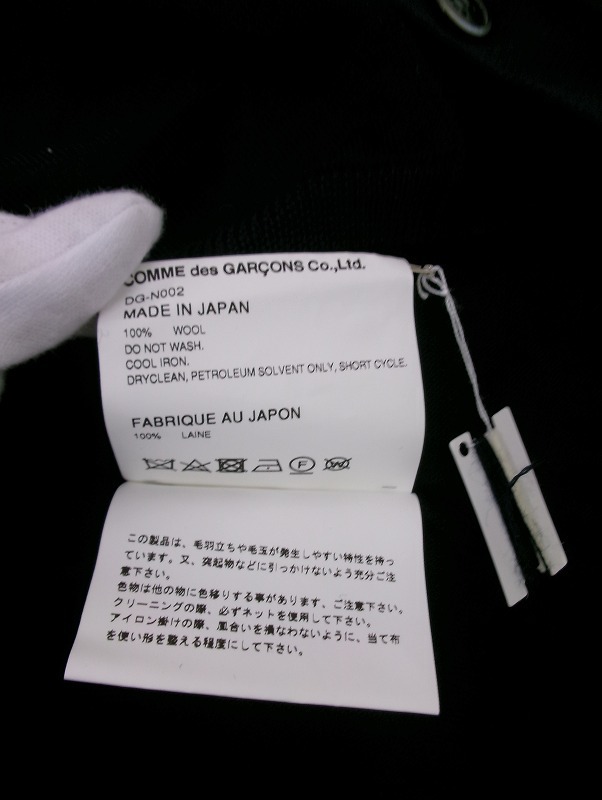 COMME des GARÇONS Co.,Ltd.
DG-N002
MADE IN JAPAN
100% WOOL
DO NOT WASH.
COOL IRON.
DRYCLEAN, PETROLEUM SOLVENT ONLY, SHORT CYCLE.
FABRIQUE AU JAPON
100% LAINE
F
W
この製品は、毛羽立ちや毛玉が発生しやすい特性を持っ
ています。又、突起物などに引っかけないよう充分ご注
意下さい。
色物は他の物に色移りする事があります、ご注意下さい。
クリーニングの際、必ずネットを使用して下さい。
アイロン掛けの際、風合いを損なわないように、当て布
を使い形を整える程度にして下さい。